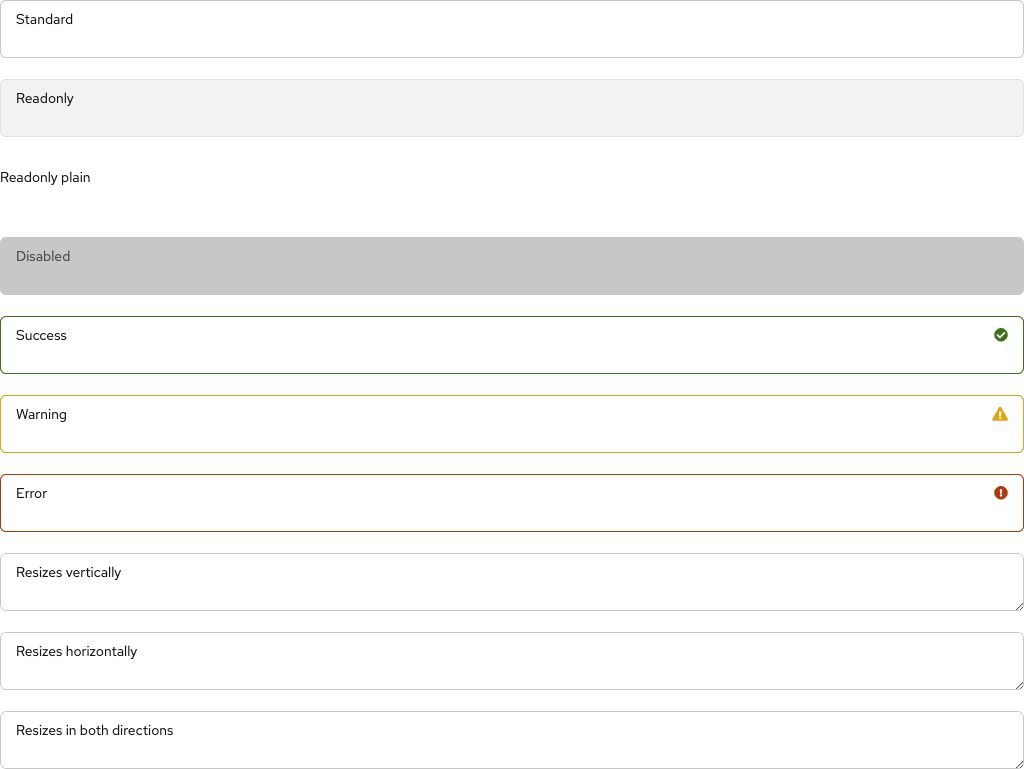 Standard
Readonly
Readonly plain
Disabled
Success
Warning
Error
Resizes vertically
Resizes horizontally
Resizes in both directions